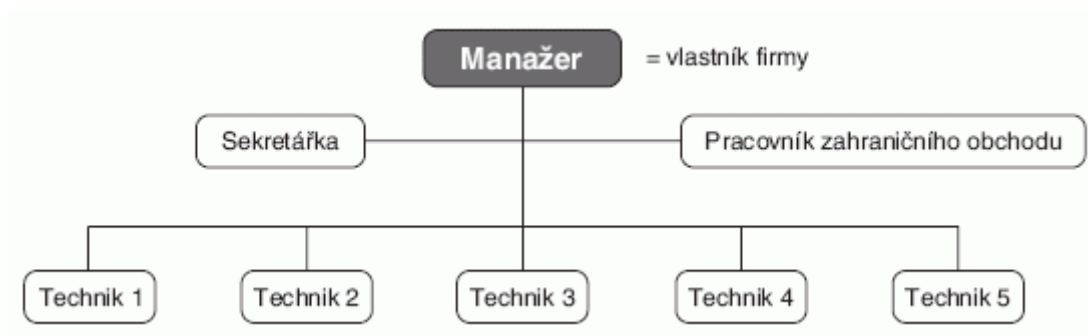 Manažer
= vlastník firmy
Sekretářka
Pracovník zahraničního obchodu
Technik 1
Technik 2
Technik 3
Technik 4
Technik 5